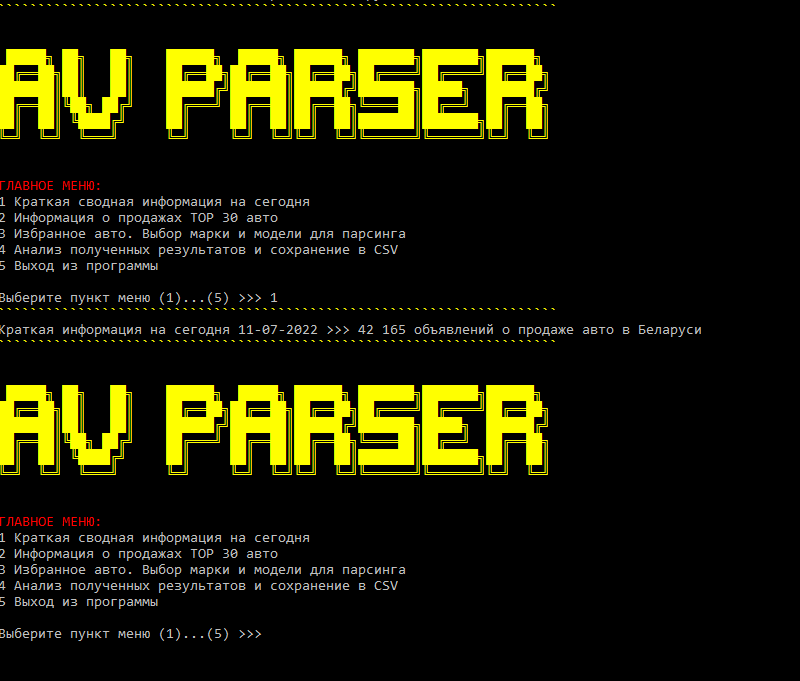 AV PARSER
ГЛАВНОЕ МЕНЮ:
1 Краткая сводная информация на сегодня
2 Информация о продажах TOP 30 авто
3 Избранное авто. Выбор марки и модели для парсинга
4 Анализ полученных результатов и сохранение в CSV
5 Выход из программы
Выберите пункт меню (1)...(5) >>> 1
Краткая информация на сегодня 11-07-2022 >>> 42 165 объявлений о продаже авто в Беларуси
AV PARSER
ГЛАВНОЕ МЕНЮ:
1 Краткая сводная информация на сегодня
2 Информация о продажах TOP 30 авто
3 Избранное авто. Выбор марки и модели для парсинга
4 Анализ полученных результатов и сохранение в CSV
5 Выход из программы
Выберите пункт меню (1)...(5) >>>